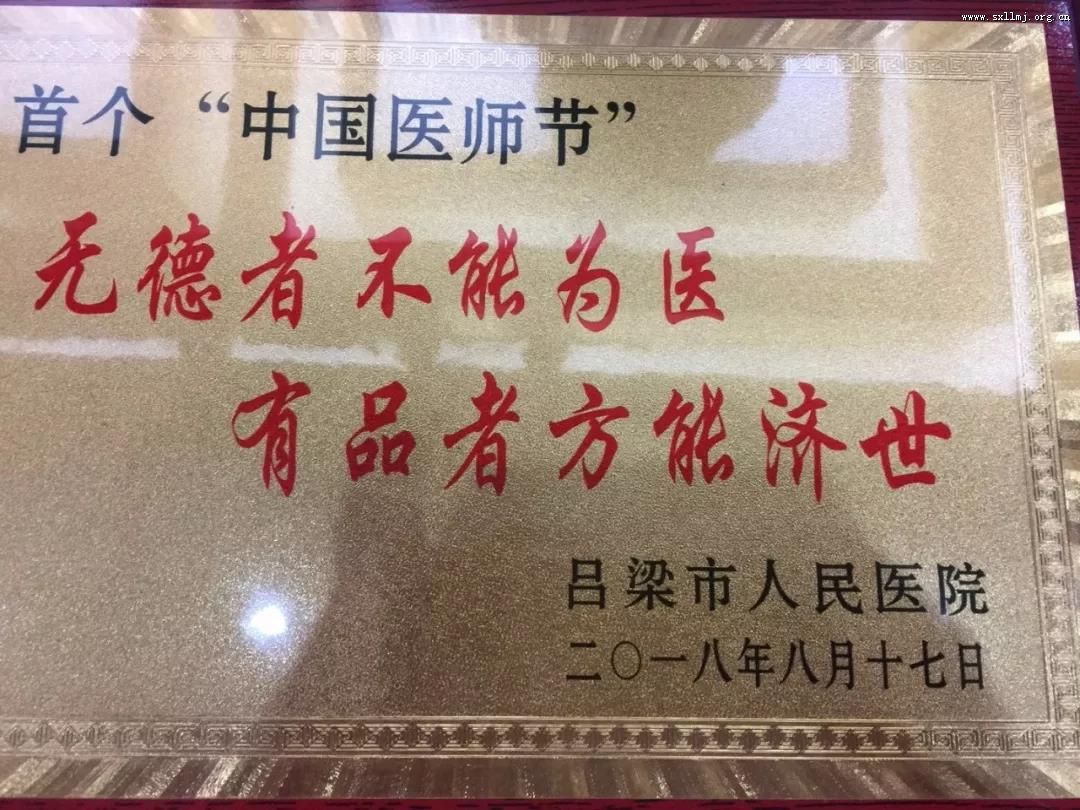 www.sxllmj.org.cn
首个“中国医师节”
无德者不能为医
有品者方能济世
吕梁市人民医院
二〇一八年八月十七日